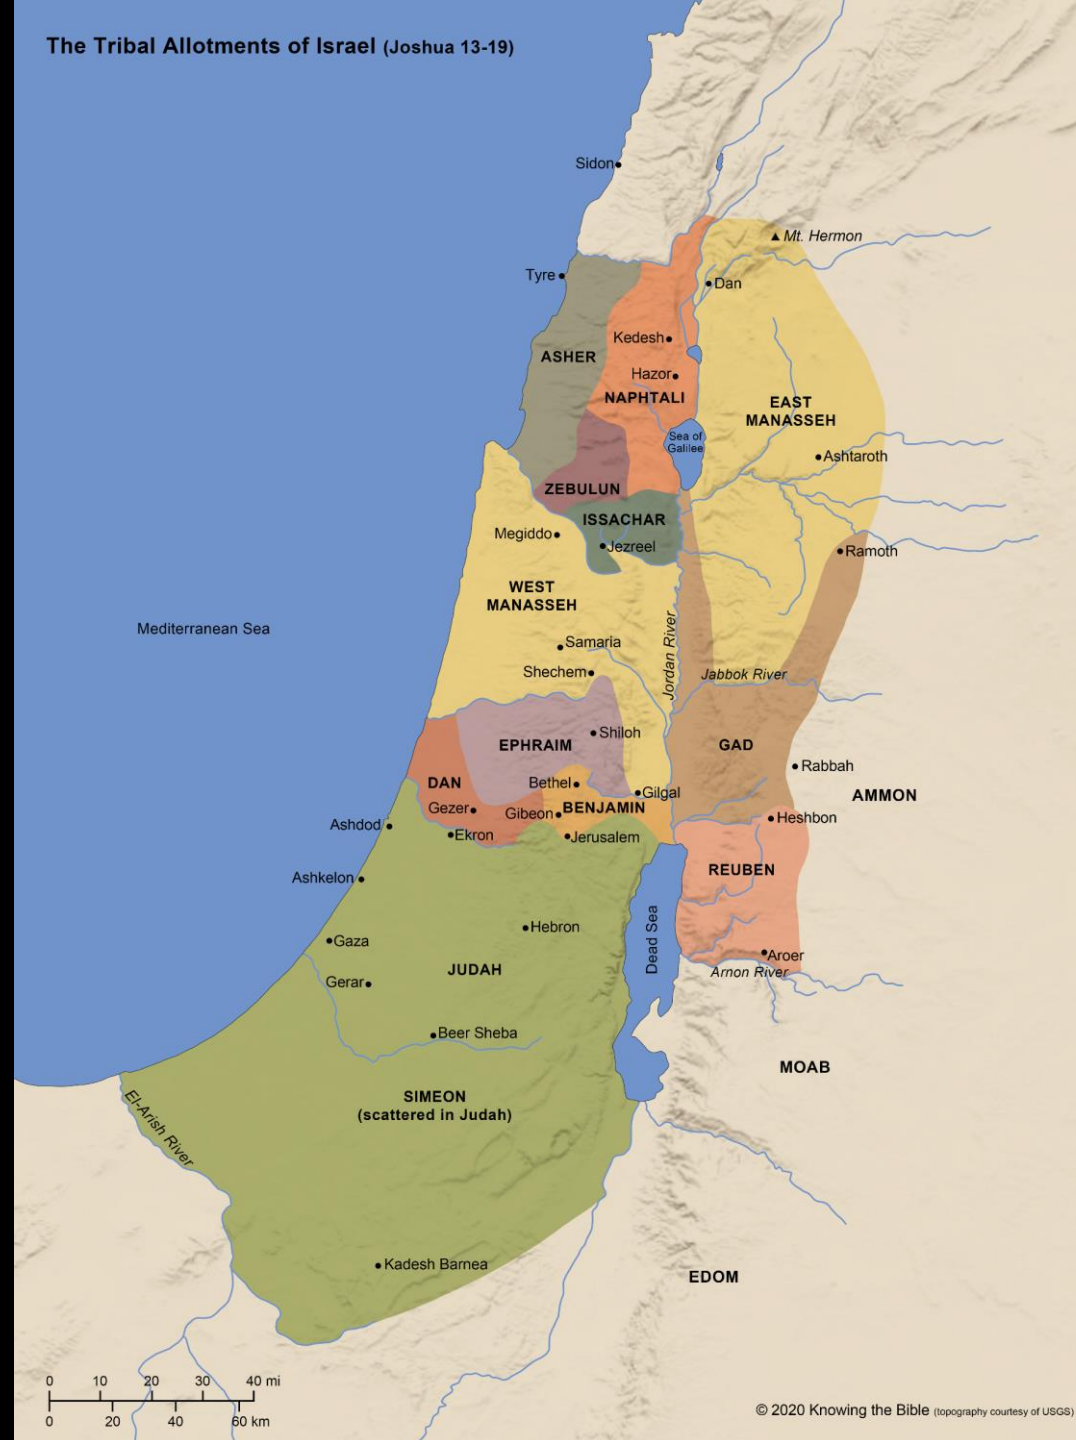 The Tribal Allotments of Israel (Joshua 13-19)
Sidon
Mt. Hermon
Tyre
Dan
Kedesh
ASHER
Hazor
NAPHTALI
EAST
MANASSEH
Sea of
Galilee
Ashtaroth
ZEBULUN
ISSACHAR
Megiddo
Jezreel
Ramoth
WEST
MANASSEH
Mediterranean Sea
Samaria
Jordan River
Shechem
Jabbok River
Shiloh
EPHRAIM
GAD
Rabbah
DAN
Bethel
Gilgal
AMMON
Gezer
Gibeon
BENJAMIN
Heshbon
Ashdod
Ekron
Jerusalem
REUBEN
Ashkelon
Hebron
Dead Sea
Gaza
Aroer
JUDAH
Arnon River
Gerar
Beer Sheba
MOAB
SIMEON
(scattered in Judah)
El-Arish River
Kadesh Barnea
EDOM
0 10 20 30 40 mi
0 20 40 60 km
© 2020 Knowing the Bible (topography courtesy of USGS)